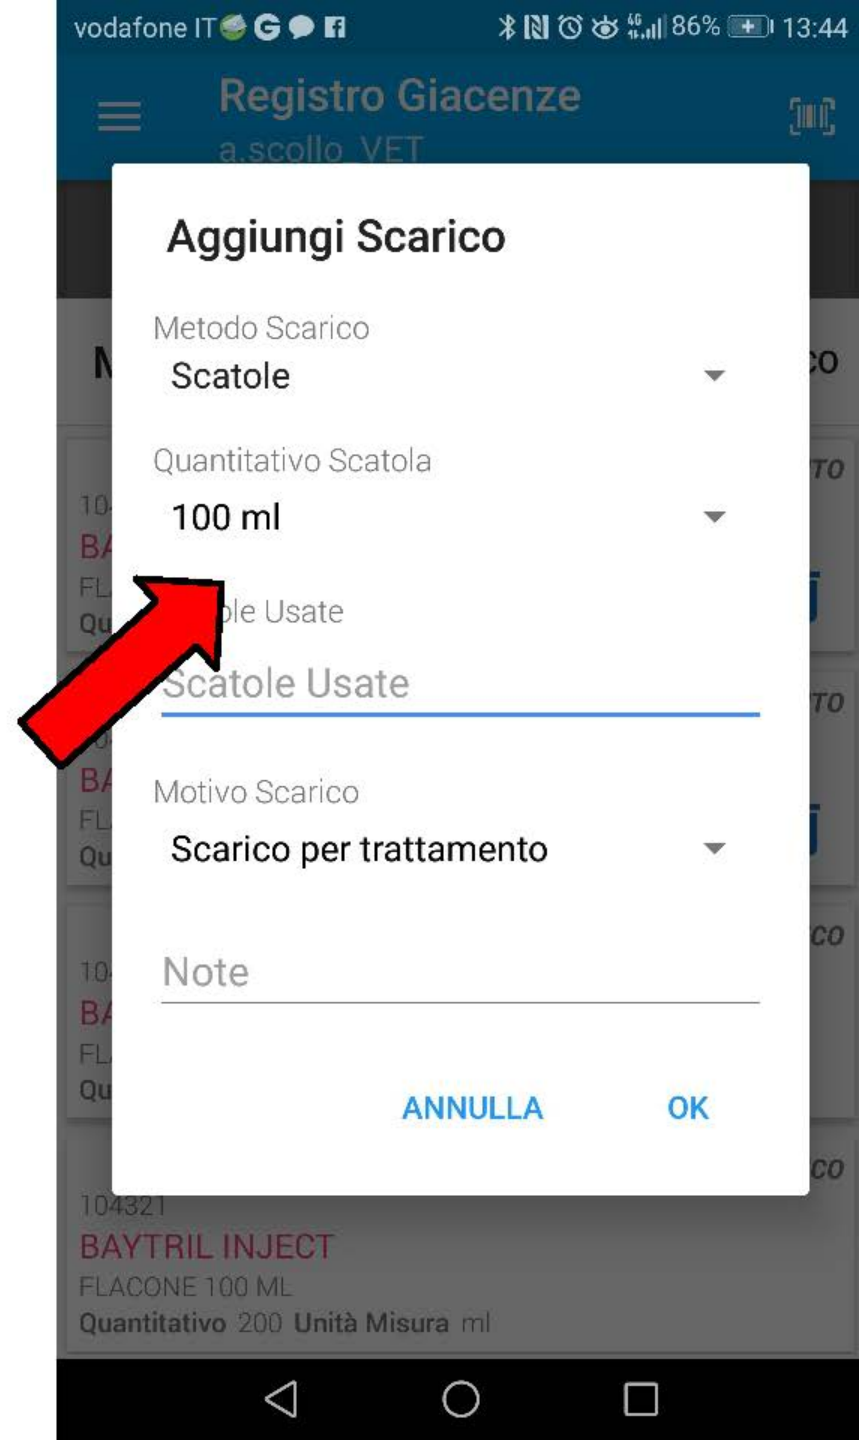 vodafone IT 86% 13:44
Registro Giacenze
a.scollo_VET
Aggiungi Scarico
Metodo Scarico
Scatole
Quantitativo Scatola
100 ml
Usate
Scatole Usate
Motivo Scarico
Scarico per trattamento
Note
ANNULLA OK
104321
BAYTRIL INJECT
FLACONE 100 ML
Quantitativo 200 Unità Misura ml